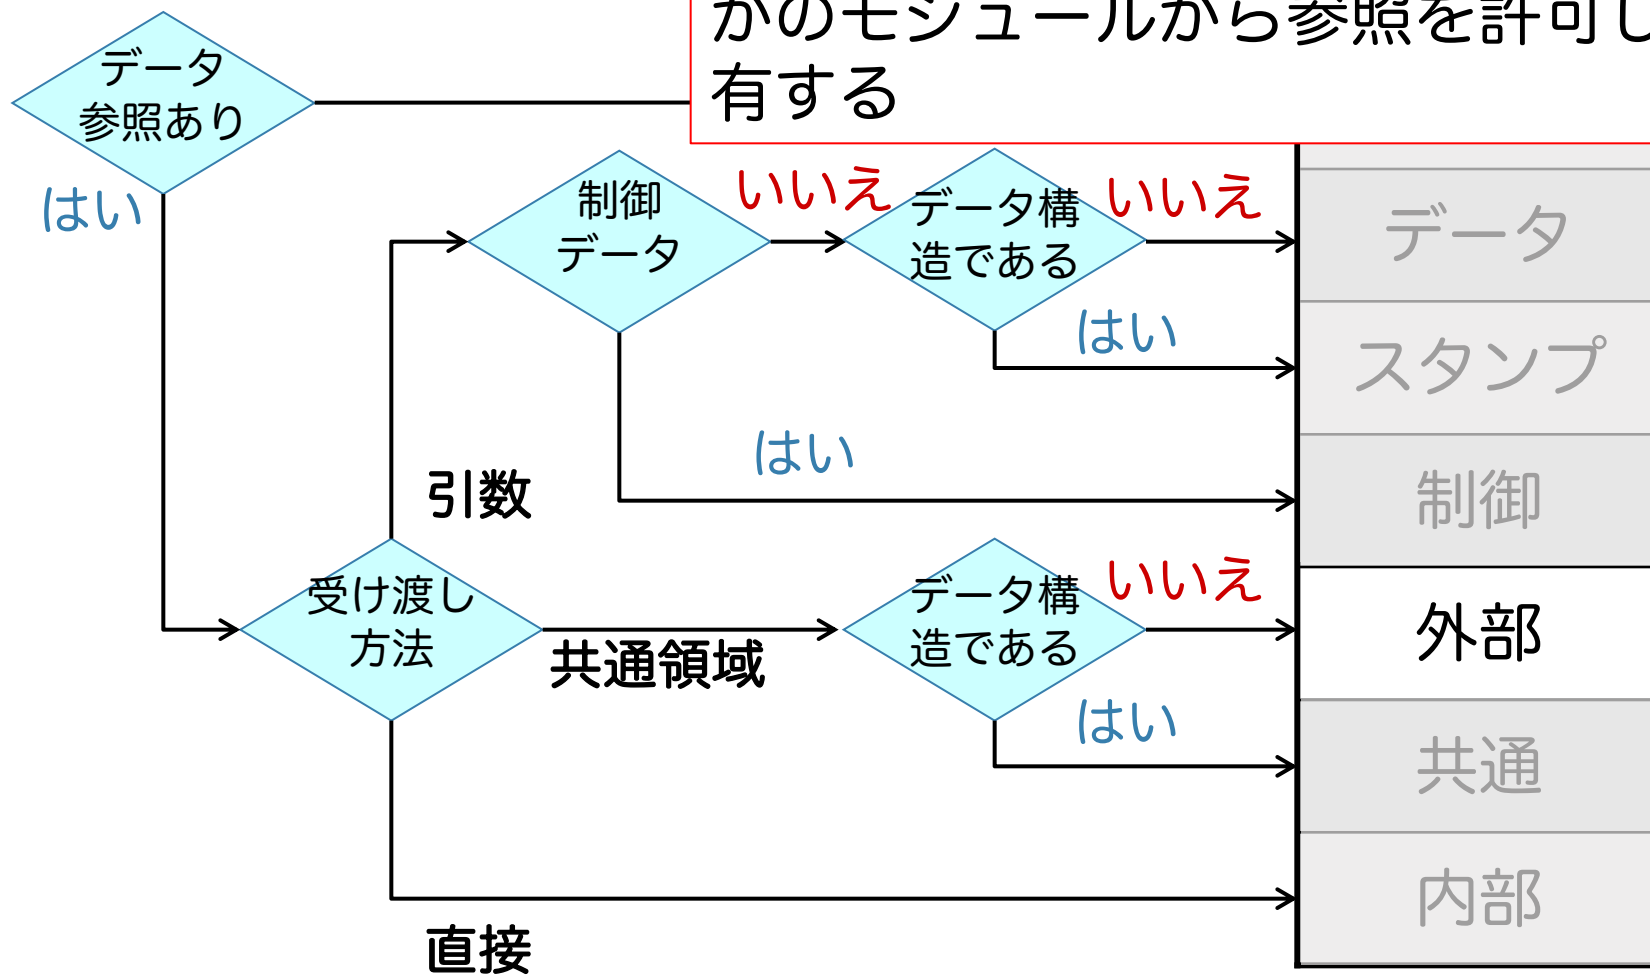 かのモジュールから参照を許可し
有する
データ
参照あり
はい
制御
データ
いいえ
データ構
造である
いいえ
データ
はい
スタンプ
はい
制御
引数
受け渡し
方法
共通領域
データ構
造である
いいえ
外部
はい
共通
内部
直接